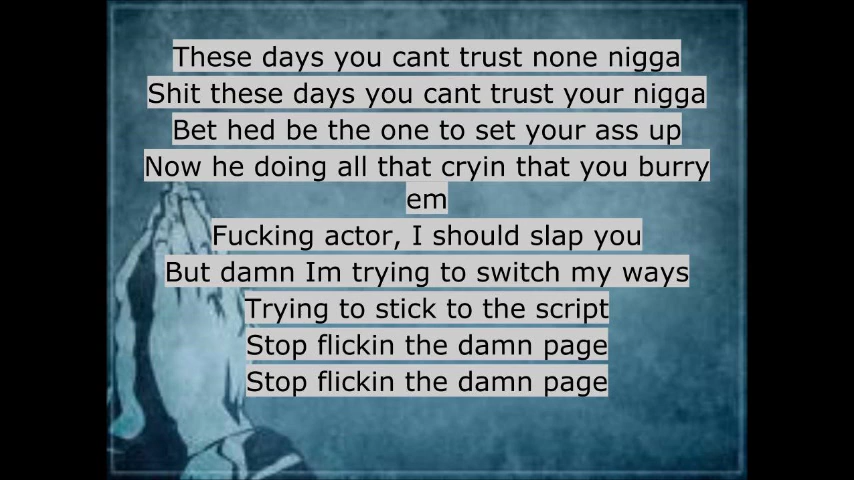 These days you cant trust none nigga
Shit these days you cant trust your nigga
Bet hed be the one to set your ass up
Now he doing all that cryin that you burry
em
Fucking actor, I should slap you
But damn Im trying to switch my ways
Trying to stick to the script
Stop flickin the damn page
Stop flickin the damn page